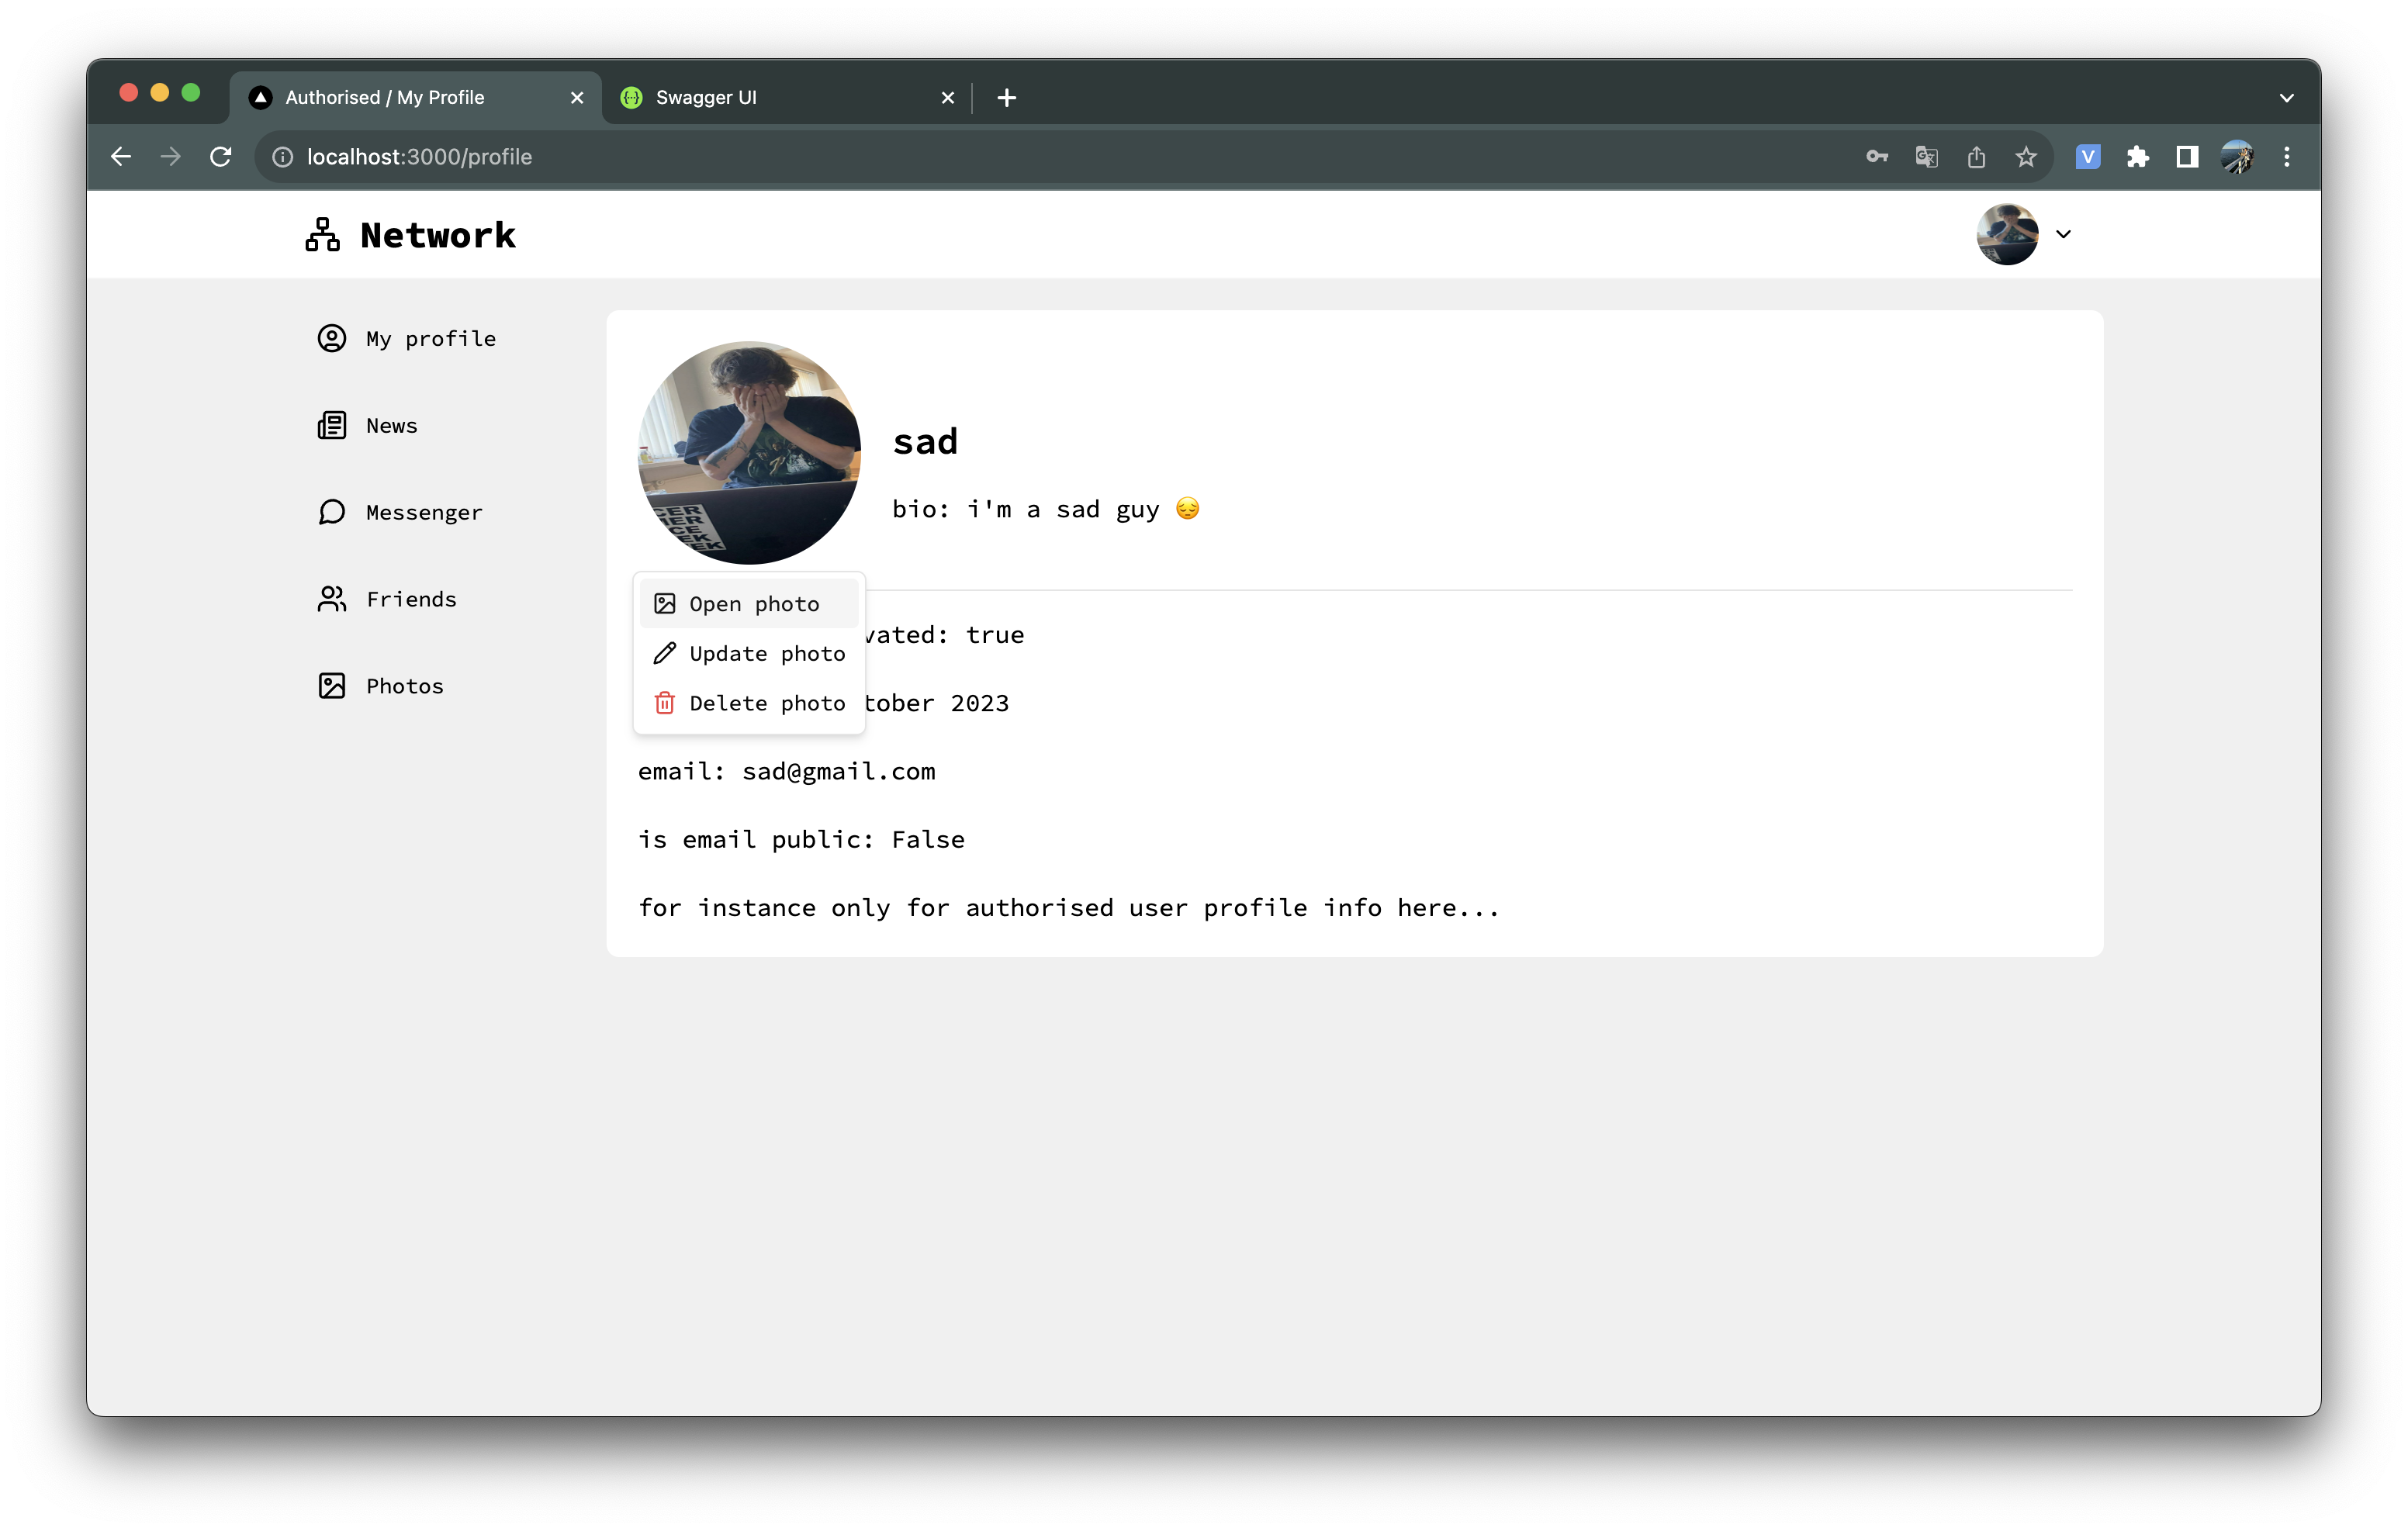 Authorised / My Profile
Swagger UI
localhost:3000/profile
Network
My profile
News
Messenger
Friends
Photos
sad
bio: i'm a sad guy 😔
Open photo
Update photo
Delete photo
true
2023
email: sad@gmail.com
is email public: False
for instance only for authorised user profile info here...
V